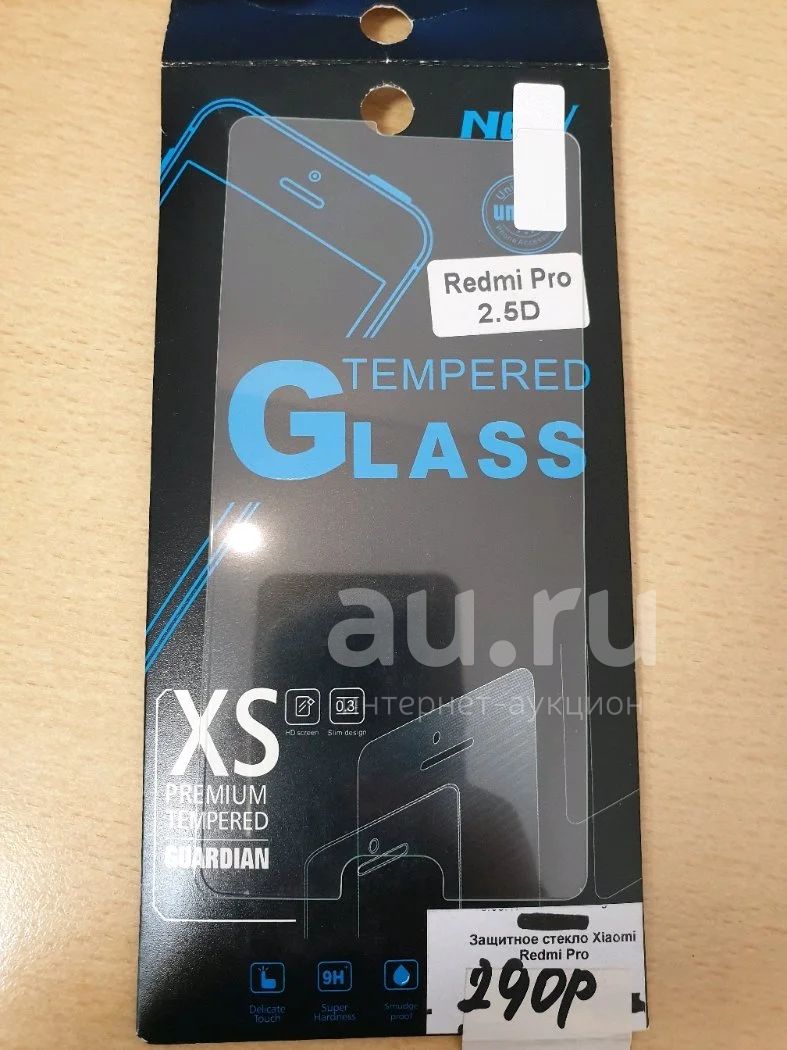 NEW
Redmi Pro
2.5D
TEMPERED
GLASS
au.ru
интернет-аукцион
XS
HD screen
0.3
Slim design
PREMIUM
TEMPERED
GUARDIAN
Защитное стекло Xiaomi
Redmi Pro
290р
9H
Delicate
Touch
Super
Hardness
Smudge
proof